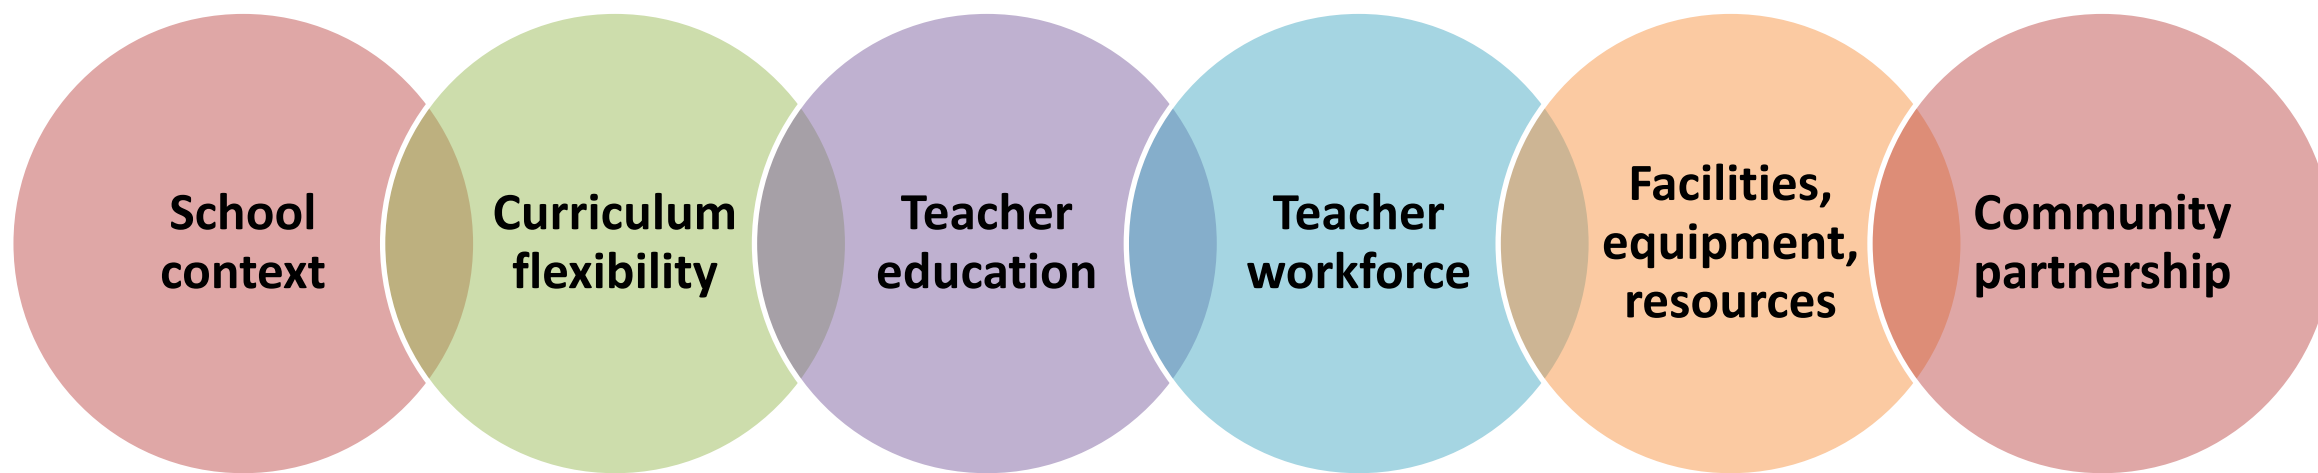 School
context
Curriculum
flexibility
Teacher
education
Teacher
workforce
Facilities,
equipment,
resources
Community
partnership